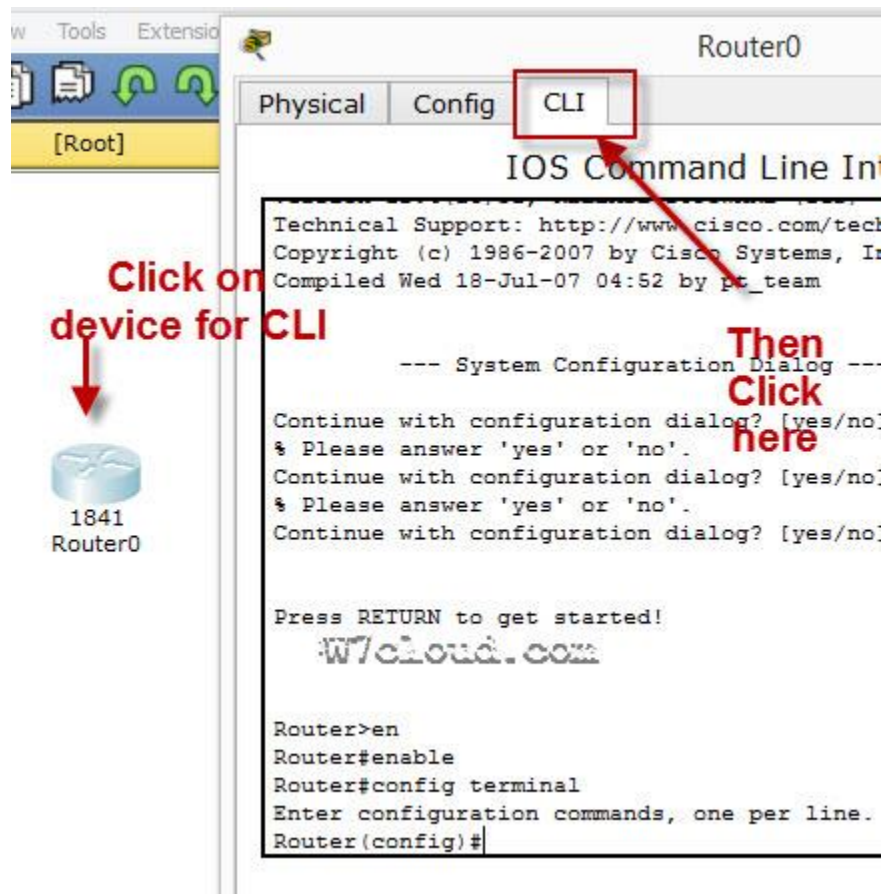 Tools Extensio
Router0
Physical Config CLI
[Root]
IOS Command Line Int
Technical Support: http://www.cisco.com/tech
Copyright (c) 1986-2007 by Cisco Systems, In
Compiled Wed 18-Jul-07 04:52 by pt_team
Click on
device for CLI
--- System Configuration Dialog ---
Then
Click
here
Continue with configuration dialog? [yes/no]
% Please answer 'yes' or 'no'.
Continue with configuration dialog? [yes/no]
% Please answer 'yes' or 'no'.
Continue with configuration dialog? [yes/no]
1841
Router0
Press RETURN to get started!
W7cloud.com
Router>en
Router#enable
Router#config terminal
Enter configuration commands, one per line.
Router(config)#